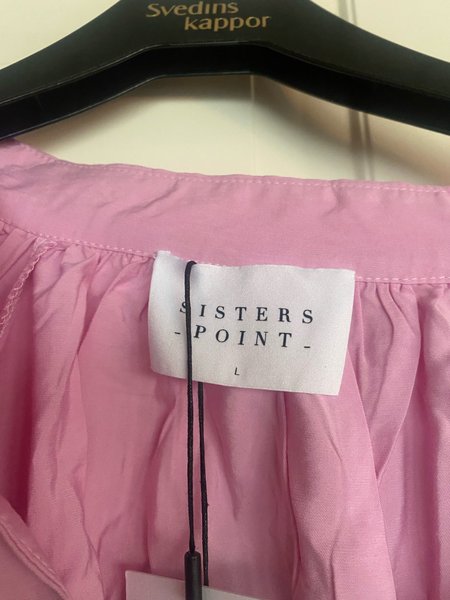 Svedins
kappor
SISTERS
- POINT -
L